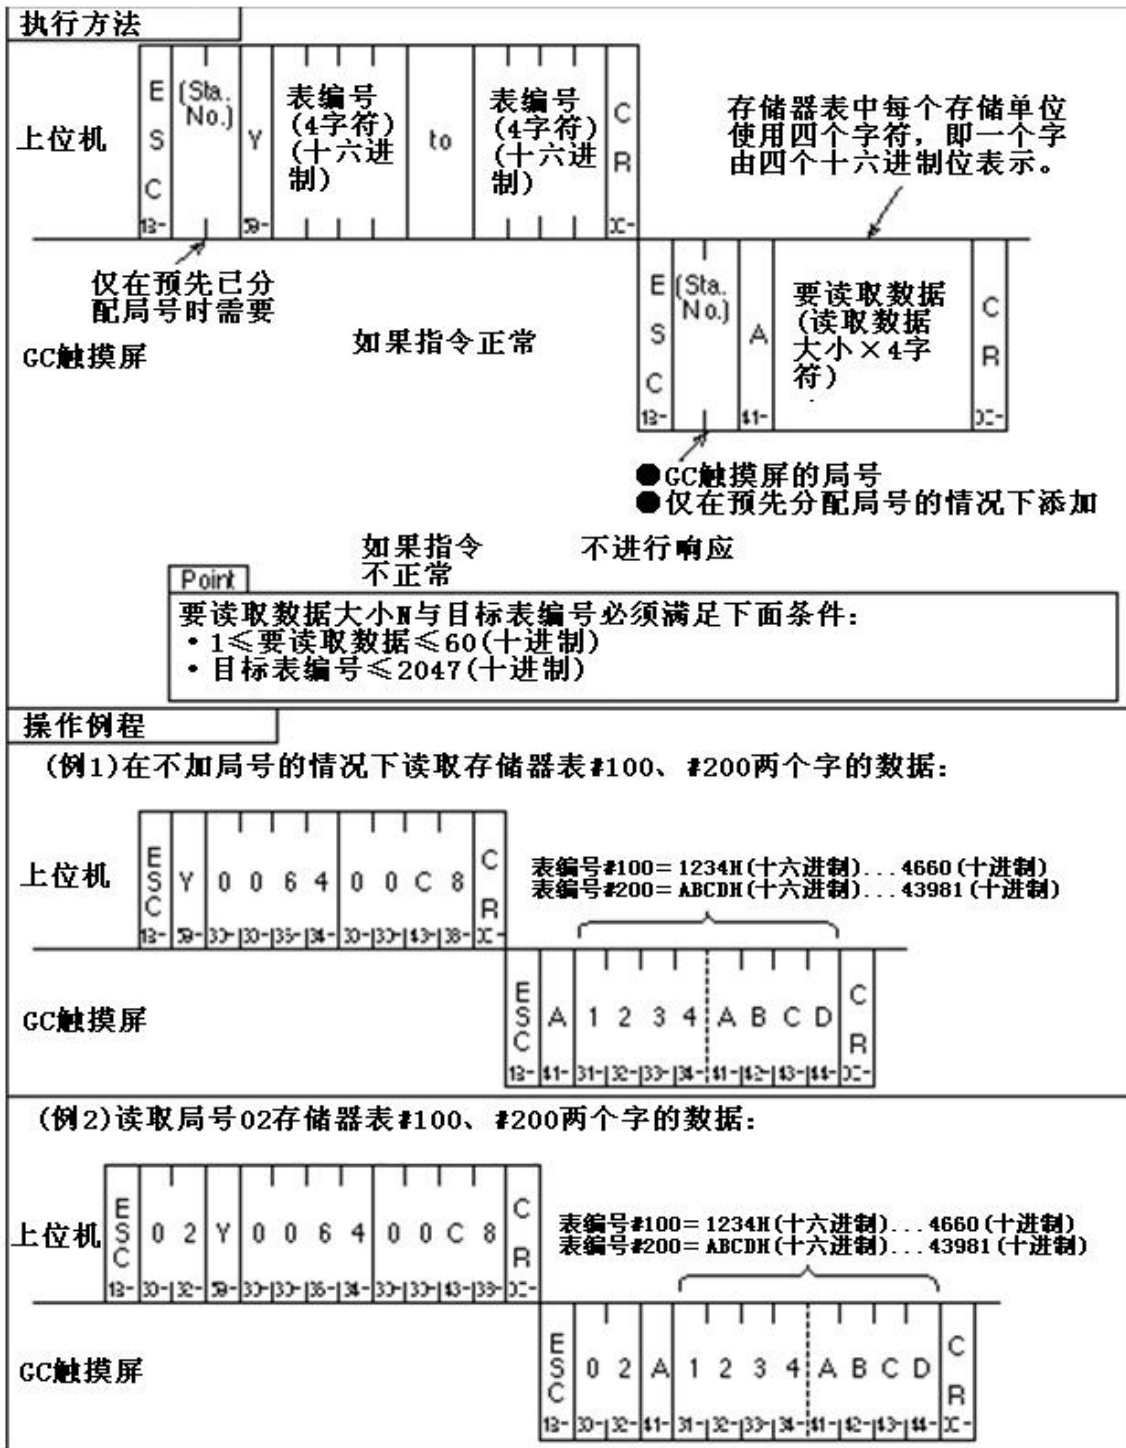 执行方法
上位机
E S C
(Sta. No.)
Y
表编号
(4字符)
(十六进
制)
to
表编号
(4字符)
(十六进
制)
C R
存储器表中每个存储单位
使用四个字符，即一个字
由四个十六进制位表示。
仅在预先已分
配局号时需要
GC触摸屏
如果指令正常
E S C
(Sta. No.)
A
要读取数据
(读取数据
大小×4字
符)
C R
●GC触摸屏的局号
●仅在预先分配局号的情况下添加
如果指令
不正常
不进行响应
Point
要读取数据大小N与目标表编号必须满足下面条件：
·1≤要读取数据≤60(十进制)
·目标表编号≤2047(十进制)
操作例程
(例1)在不加局号的情况下读取存储器表#100、#200两个字的数据：
上位机
ESC Y 0 0 6 4 0 0 C 8 CR
表编号#100=1234H(十六进制)...4660(十进制)
表编号#200=ABCDH(十六进制)...43981(十进制)
GC触摸屏
ESC A 1 2 3 4 A B C D CR
(例2)读取局号02存储器表#100、#200两个字的数据：
上位机
ESC 0 2 Y 0 0 6 4 0 0 C 8 CR
表编号#100=1234H(十六进制)...4660(十进制)
表编号#200=ABCDH(十六进制)...43981(十进制)
GC触摸屏
ESC 0 2 A 1 2 3 4 A B C D CR